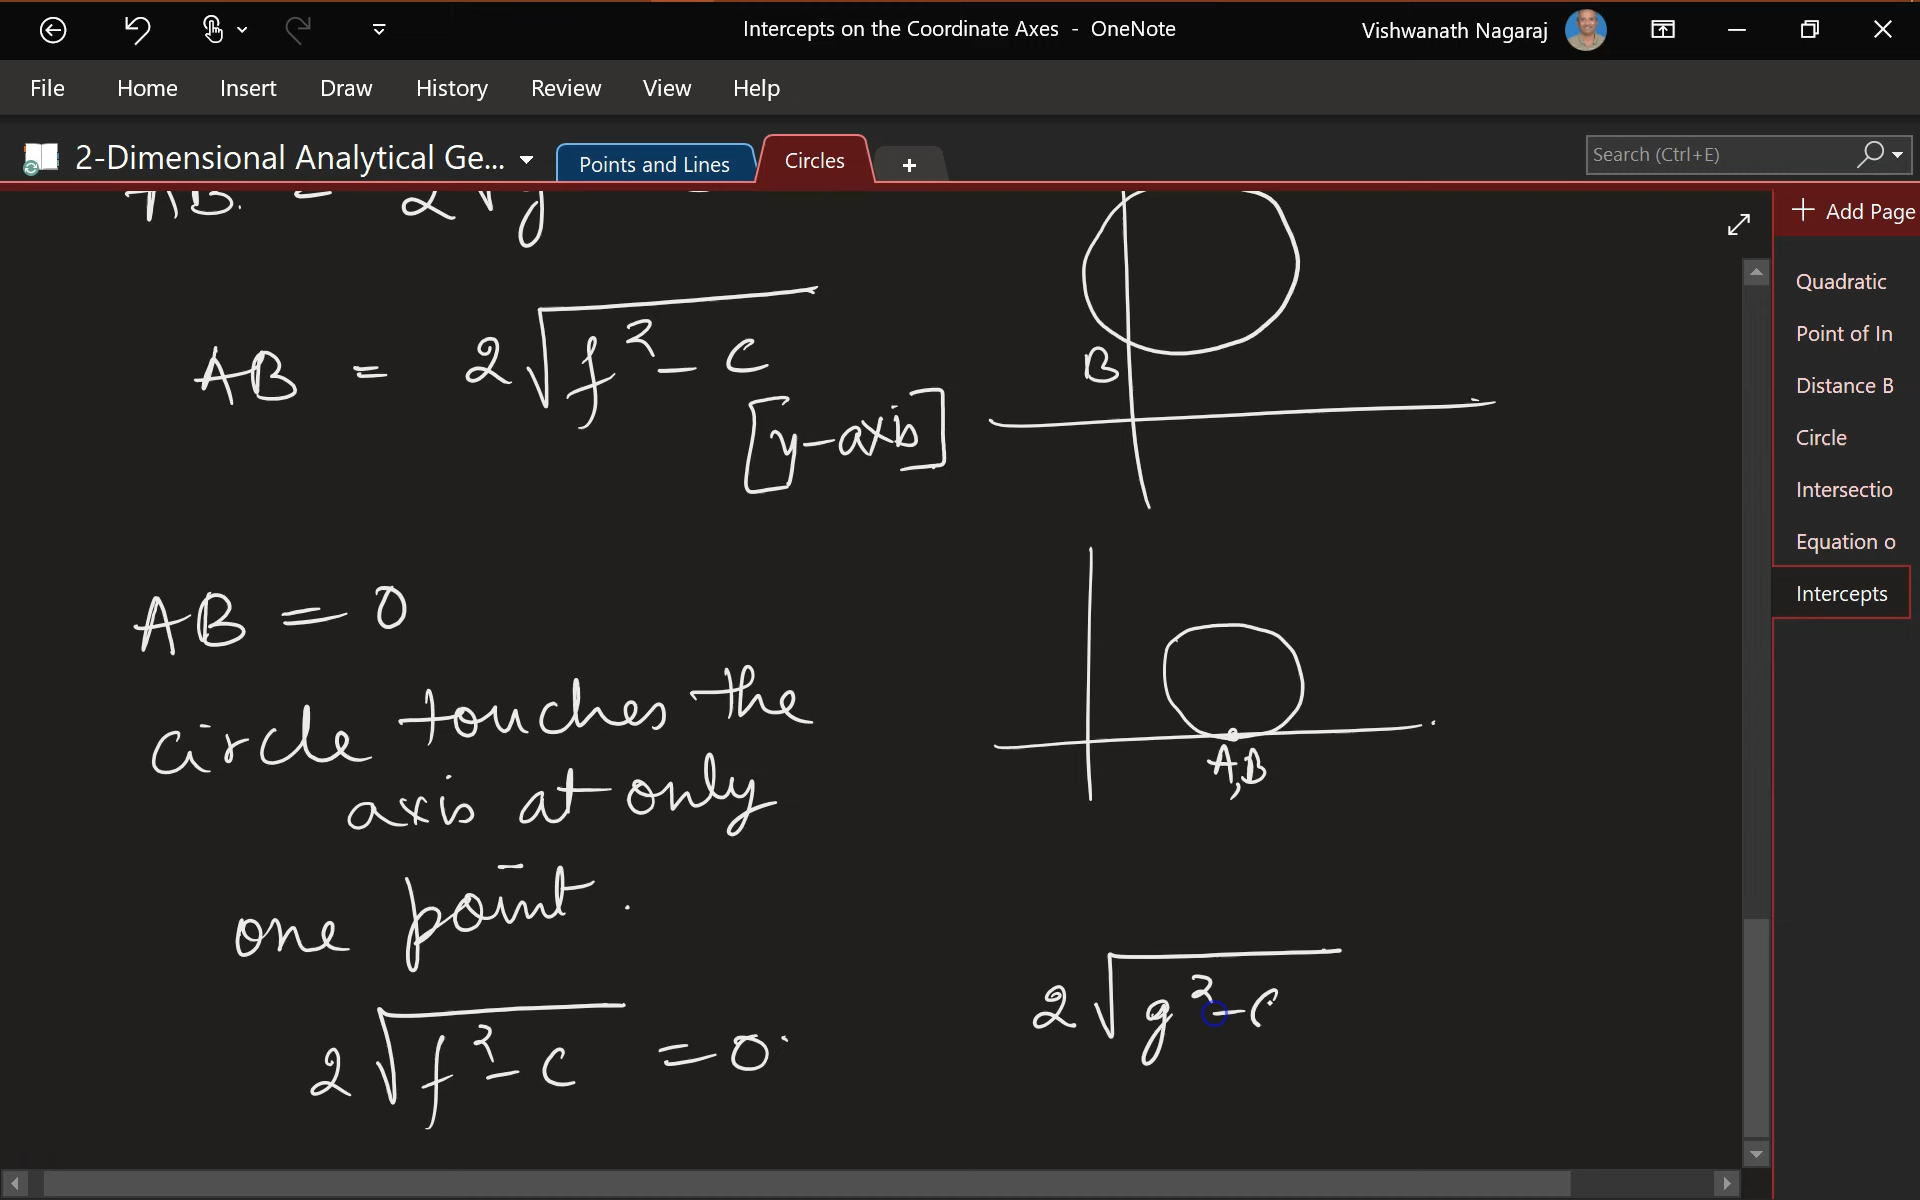 Intercepts on the Coordinate Axes - OneNote
Vishwanath Nagaraj
File Home Insert Draw History Review View Help
2-Dimensional Analytical Ge...
Points and Lines
Circles
+
Search (Ctrl+E)
+ Add Page
Quadratic
Point of In
Distance B
Circle
Intersectio
Equation o
Intercepts
AB = 2√g
AB = 2√f² - c
[y-axis]
B
AB = 0
circle touches the
axis at only
one point.
2√f² - c = 0.
A,B
2√g² - c